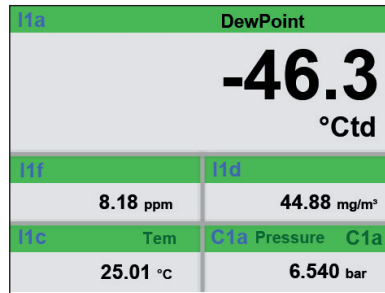 I1a DewPoint
-46.3
°Ctd
I1f I1d
8.18 ppm 44.88 mg/m³
I1c Tem C1a Pressure C1a
25.01 °C 6.540 bar